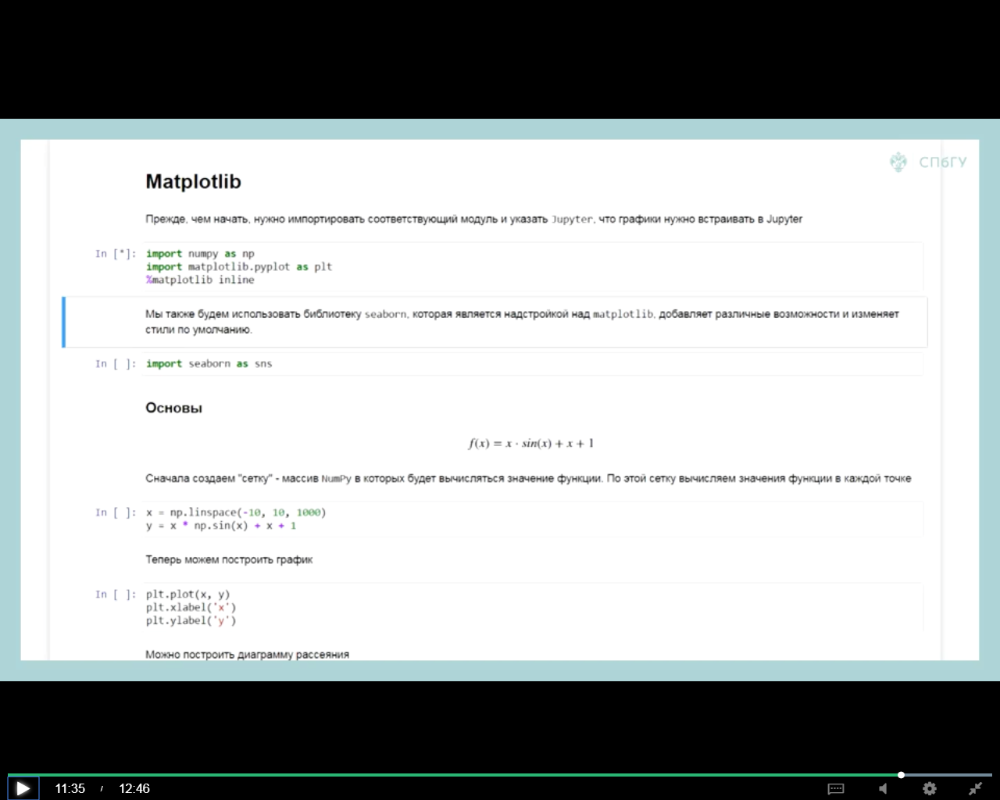 СПбГУ
Matplotlib
Прежде, чем начать, нужно импортировать соответствующий модуль и указать Jupyter, что графики нужно встраивать в Jupyter
In [*]: import numpy as np
import matplotlib.pyplot as plt
%matplotlib inline
Мы также будем использовать библиотеку seaborn, которая является надстройкой над matplotlib, добавляет различные возможности и изменяет
стили по умолчанию.
In [ ]: import seaborn as sns
Основы
f(x) = x · sin(x) + x + 1
Сначала создаем "сетку" - массив NumPy в которых будет вычисляться значение функции. По этой сетку вычисляем значения функции в каждой точке
In [ ]: x = np.linspace(-10, 10, 1000)
y = x * np.sin(x) + x + 1
Теперь можем построить график
In [ ]: plt.plot(x, y)
plt.xlabel('x')
plt.ylabel('y')
Можно построить диаграмму рассеяния
11:35 / 12:46